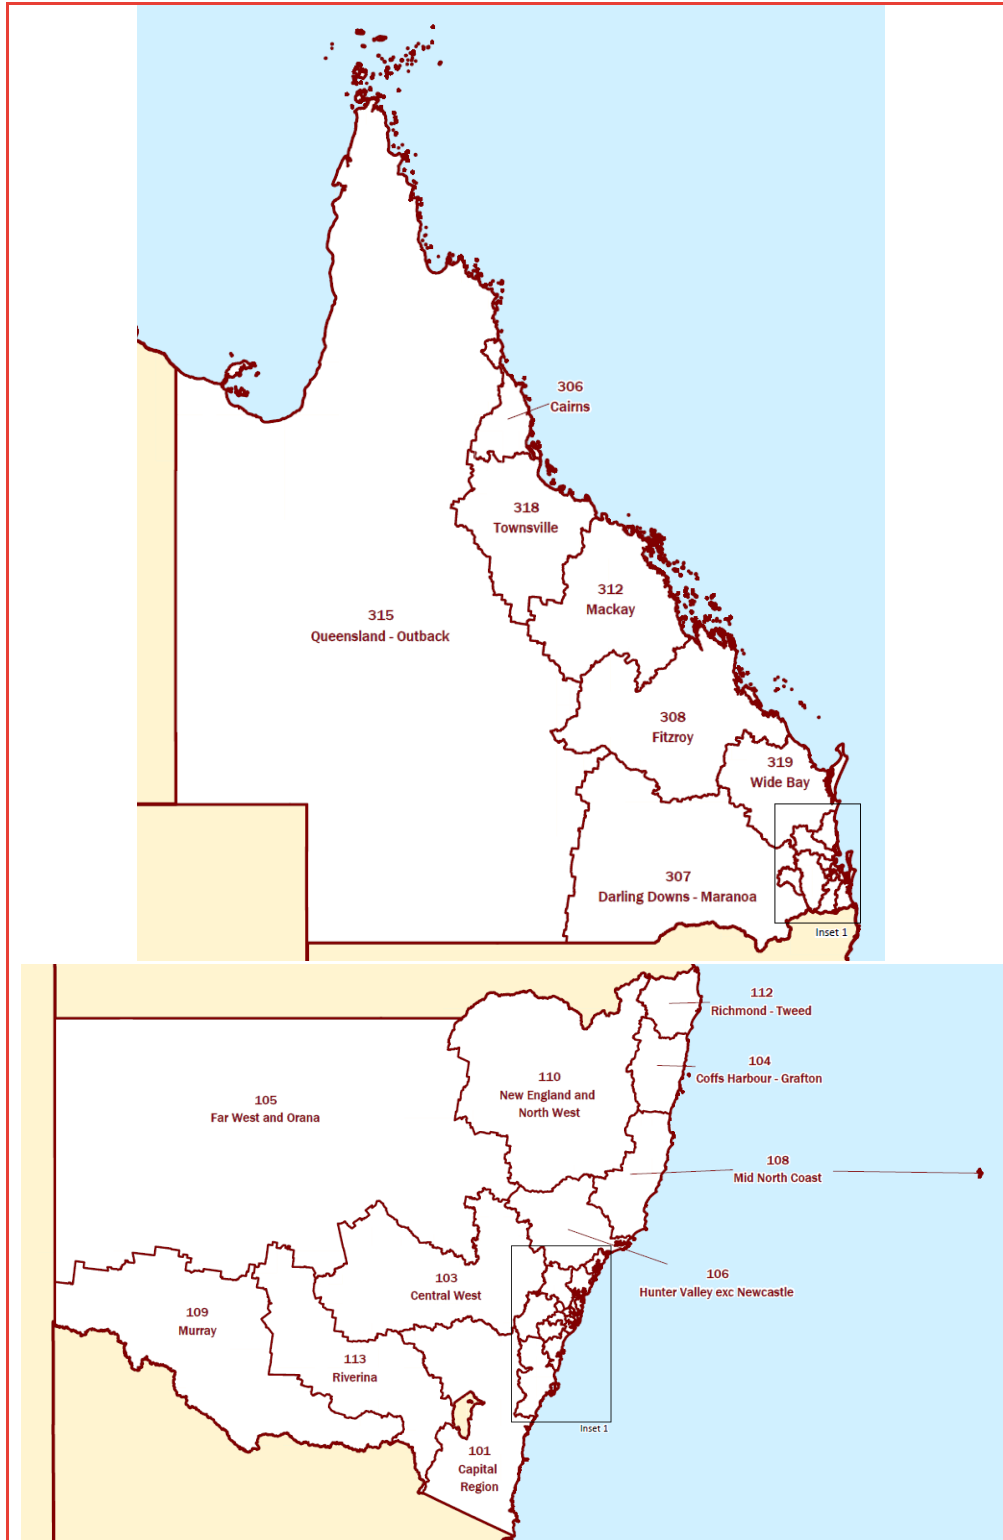 306
Cairns
318
Townsville
312
Mackay
315
Queensland - Outback
308
Fitzroy
319
Wide Bay
307
Darling Downs - Maranoa
Inset 1
112
Richmond - Tweed
104
Coffs Harbour - Grafton
110
New England and
North West
105
Far West and Orana
108
Mid North Coast
106
Hunter Valley exc Newcastle
103
Central West
109
Murray
113
Riverina
Inset 1
101
Capital
Region